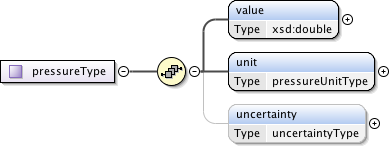 value
Type xsd:double
pressureType
unit
Type pressureUnitType
uncertainty
Type uncertaintyType